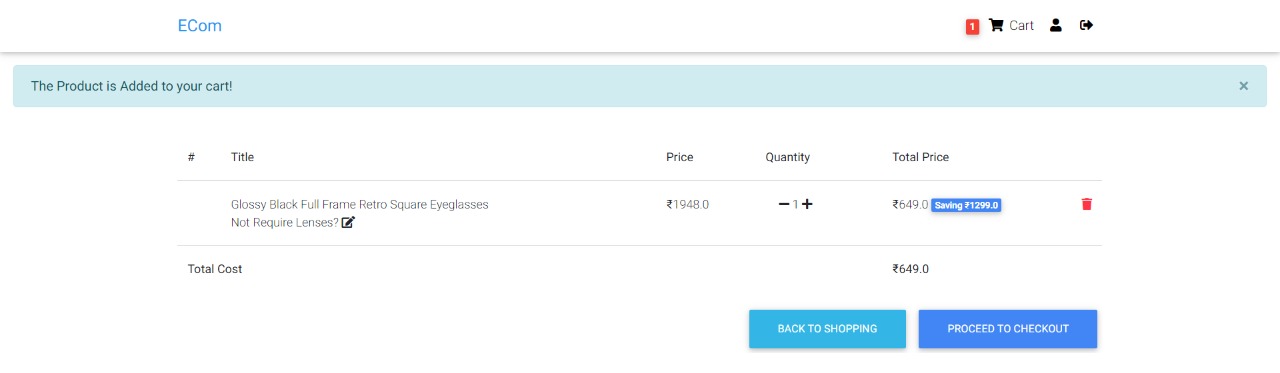 ECom
1 Cart
The Product is Added to your cart! ×
# Title Price Quantity Total Price
Glossy Black Full Frame Retro Square Eyeglasses ₹1948.0 1 ₹649.0 Saving ₹1299.0
Not Require Lenses?
Total Cost ₹649.0
BACK TO SHOPPING PROCEED TO CHECKOUT